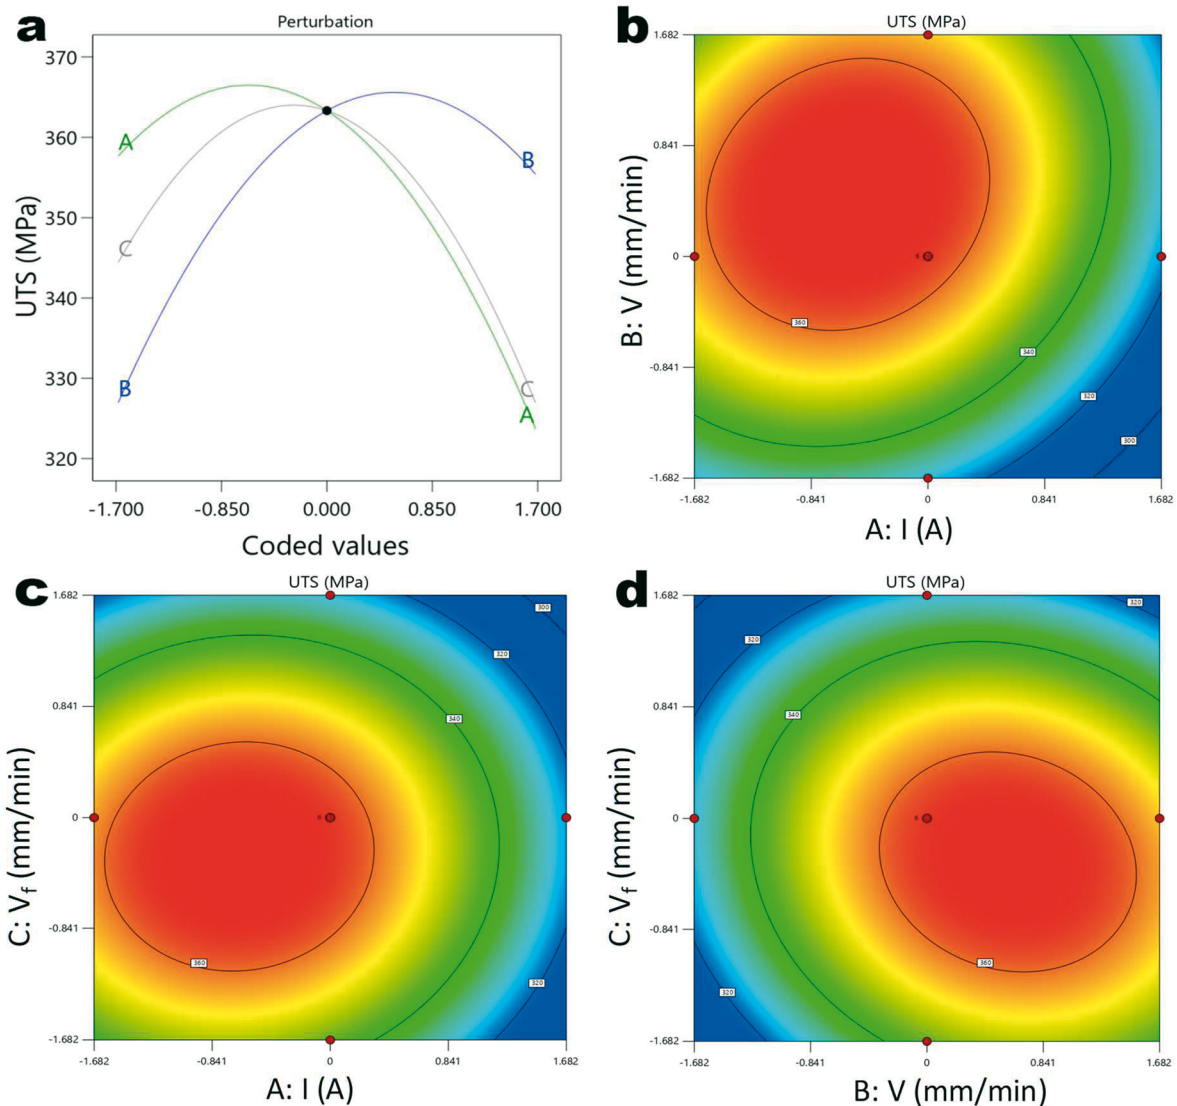 a
Perturbation
370
360
350
340
330
320
UTS (MPa)
A
C
B
B
C
A
-1.700
-0.850
0.000
0.850
1.700
Coded values
b
UTS (MPa)
1.682
0.841
0
-0.841
-1.682
B: V (mm/min)
360
340
320
300
6
-1.682
-0.841
0
0.841
1.682
A: I (A)
c
UTS (MPa)
1.682
0.841
0
-0.841
-1.682
C: Vf (mm/min)
300
320
340
6
360
320
-1.682
-0.841
0
0.841
1.682
A: I (A)
d
UTS (MPa)
1.682
0.841
0
-0.841
-1.682
C: Vf (mm/min)
320
320
340
6
360
320
-1.682
-0.841
0
0.841
1.682
B: V (mm/min)